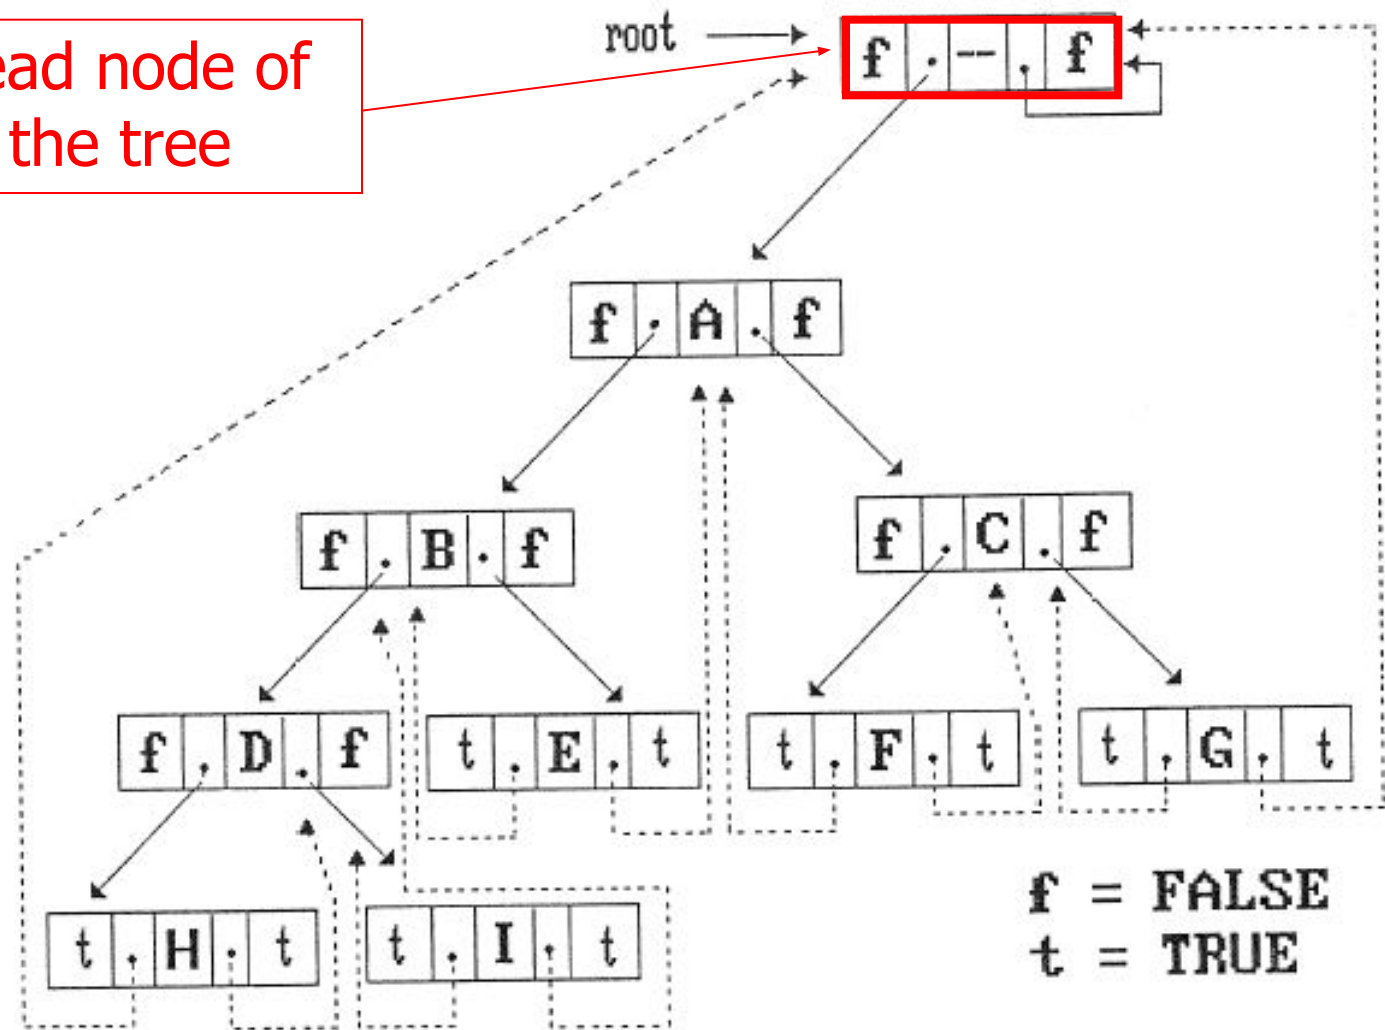 ead node of
the tree
root
f . -- . f
f . A . f
f . B . f
f . C . f
f . D . f
t . E . t
t . F . t
t . G . t
t . H . t
t . I . t
f = FALSE
t = TRUE